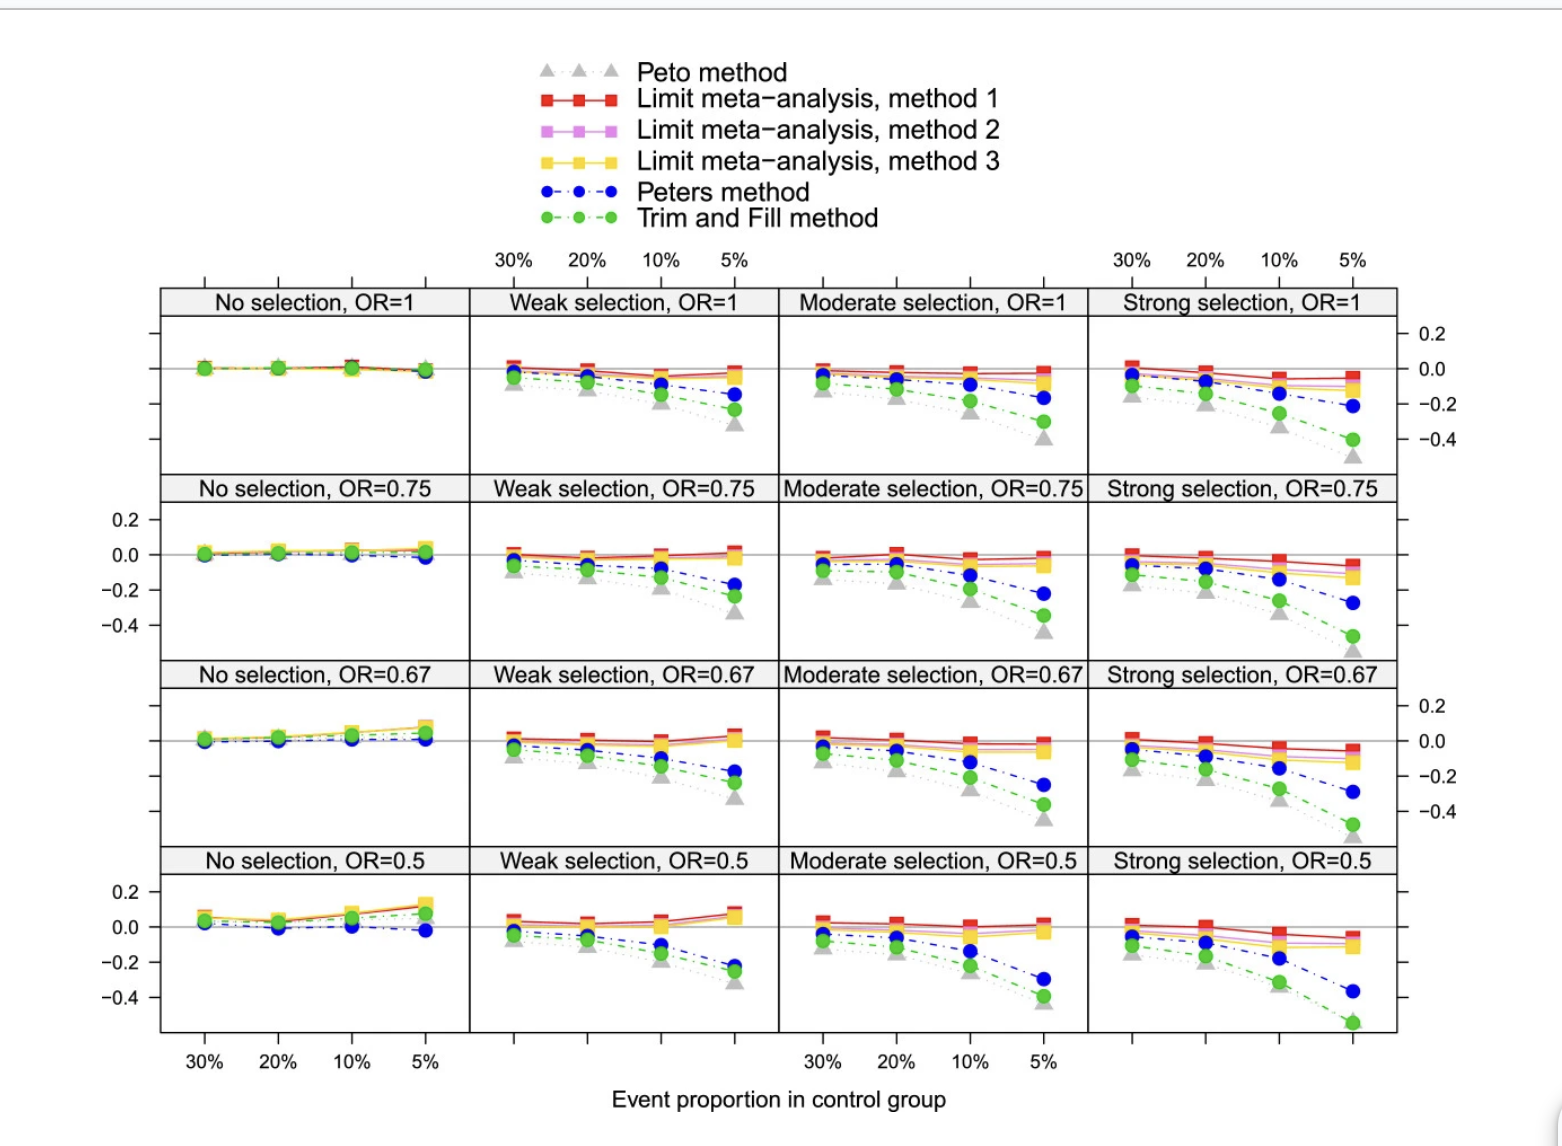 Peto method
Limit meta−analysis, method 1
Limit meta−analysis, method 2
Limit meta−analysis, method 3
Peters method
Trim and Fill method
30% 20% 10% 5% 30% 20% 10% 5%
No selection, OR=1 Weak selection, OR=1 Moderate selection, OR=1 Strong selection, OR=1
0.2
0.0
−0.2
−0.4
No selection, OR=0.75 Weak selection, OR=0.75 Moderate selection, OR=0.75 Strong selection, OR=0.75
0.2
0.0
−0.2
−0.4
No selection, OR=0.67 Weak selection, OR=0.67 Moderate selection, OR=0.67 Strong selection, OR=0.67
0.2
0.0
−0.2
−0.4
No selection, OR=0.5 Weak selection, OR=0.5 Moderate selection, OR=0.5 Strong selection, OR=0.5
0.2
0.0
−0.2
−0.4
30% 20% 10% 5% 30% 20% 10% 5%
Event proportion in control group